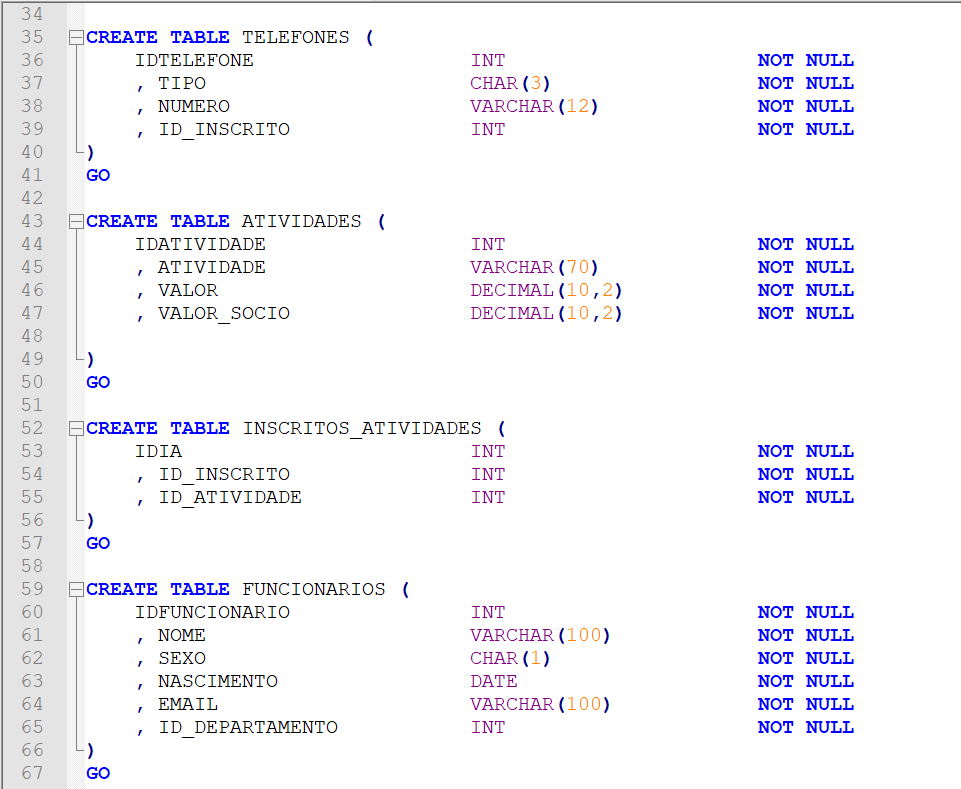 34
35 CREATE TABLE TELEFONES (
36 IDTELEFONE INT NOT NULL
37 , TIPO CHAR(3) NOT NULL
38 , NUMERO VARCHAR(12) NOT NULL
39 , ID_INSCRITO INT NOT NULL
40 )
41 GO
42
43 CREATE TABLE ATIVIDADES (
44 IDATIVIDADE INT NOT NULL
45 , ATIVIDADE VARCHAR(70) NOT NULL
46 , VALOR DECIMAL(10,2) NOT NULL
47 , VALOR_SOCIO DECIMAL(10,2) NOT NULL
48
49 )
50 GO
51
52 CREATE TABLE INSCRITOS_ATIVIDADES (
53 IDIA INT NOT NULL
54 , ID_INSCRITO INT NOT NULL
55 , ID_ATIVIDADE INT NOT NULL
56 )
57 GO
58
59 CREATE TABLE FUNCIONARIOS (
60 IDFUNCIONARIO INT NOT NULL
61 , NOME VARCHAR(100) NOT NULL
62 , SEXO CHAR(1) NOT NULL
63 , NASCIMENTO DATE NOT NULL
64 , EMAIL VARCHAR(100) NOT NULL
65 , ID_DEPARTAMENTO INT NOT NULL
66 )
67 GO